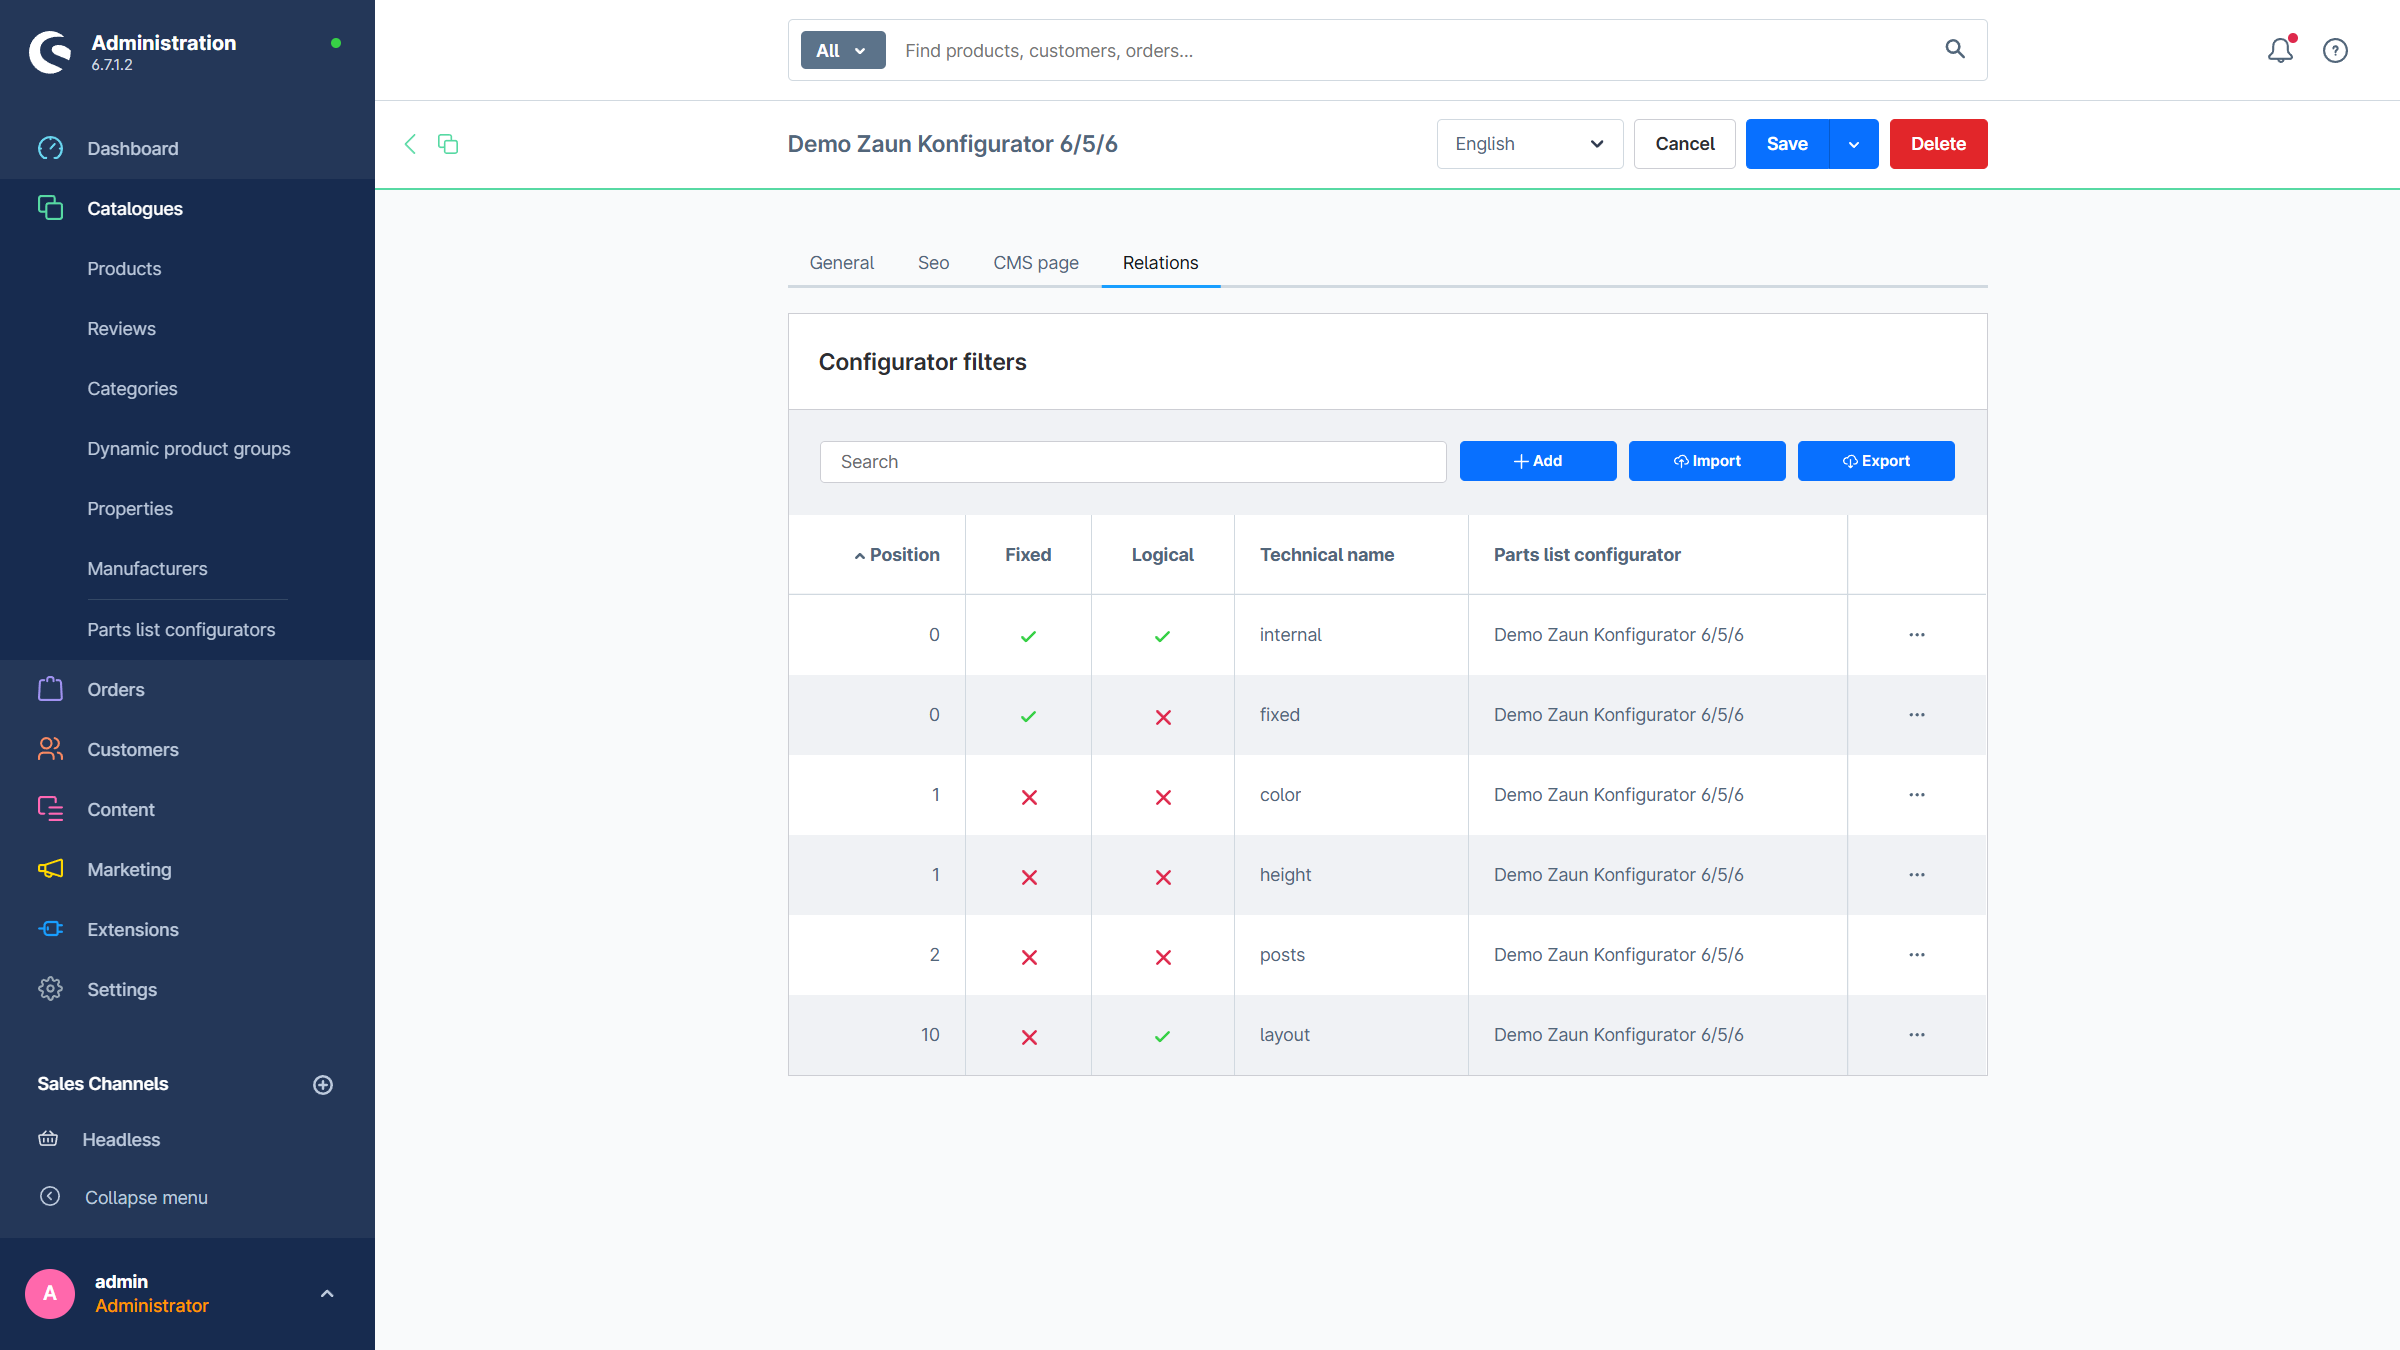 Administration
6.7.1.2
All
Find products, customers, orders...
Dashboard
Catalogues
Products
Reviews
Categories
Dynamic product groups
Properties
Manufacturers
Parts list configurators
Orders
Customers
Content
Marketing
Extensions
Settings
Sales Channels
Headless
Collapse menu
A
admin
Administrator
Demo Zaun Konfigurator 6/5/6
English
Cancel
Save
Delete
General
Seo
CMS page
Relations
Configurator filters
Search
Add
Import
Export
Position Fixed Logical Technical name Parts list configurator
0 internal Demo Zaun Konfigurator 6/5/6
0 fixed Demo Zaun Konfigurator 6/5/6
1 color Demo Zaun Konfigurator 6/5/6
1 height Demo Zaun Konfigurator 6/5/6
2 posts Demo Zaun Konfigurator 6/5/6
10 layout Demo Zaun Konfigurator 6/5/6